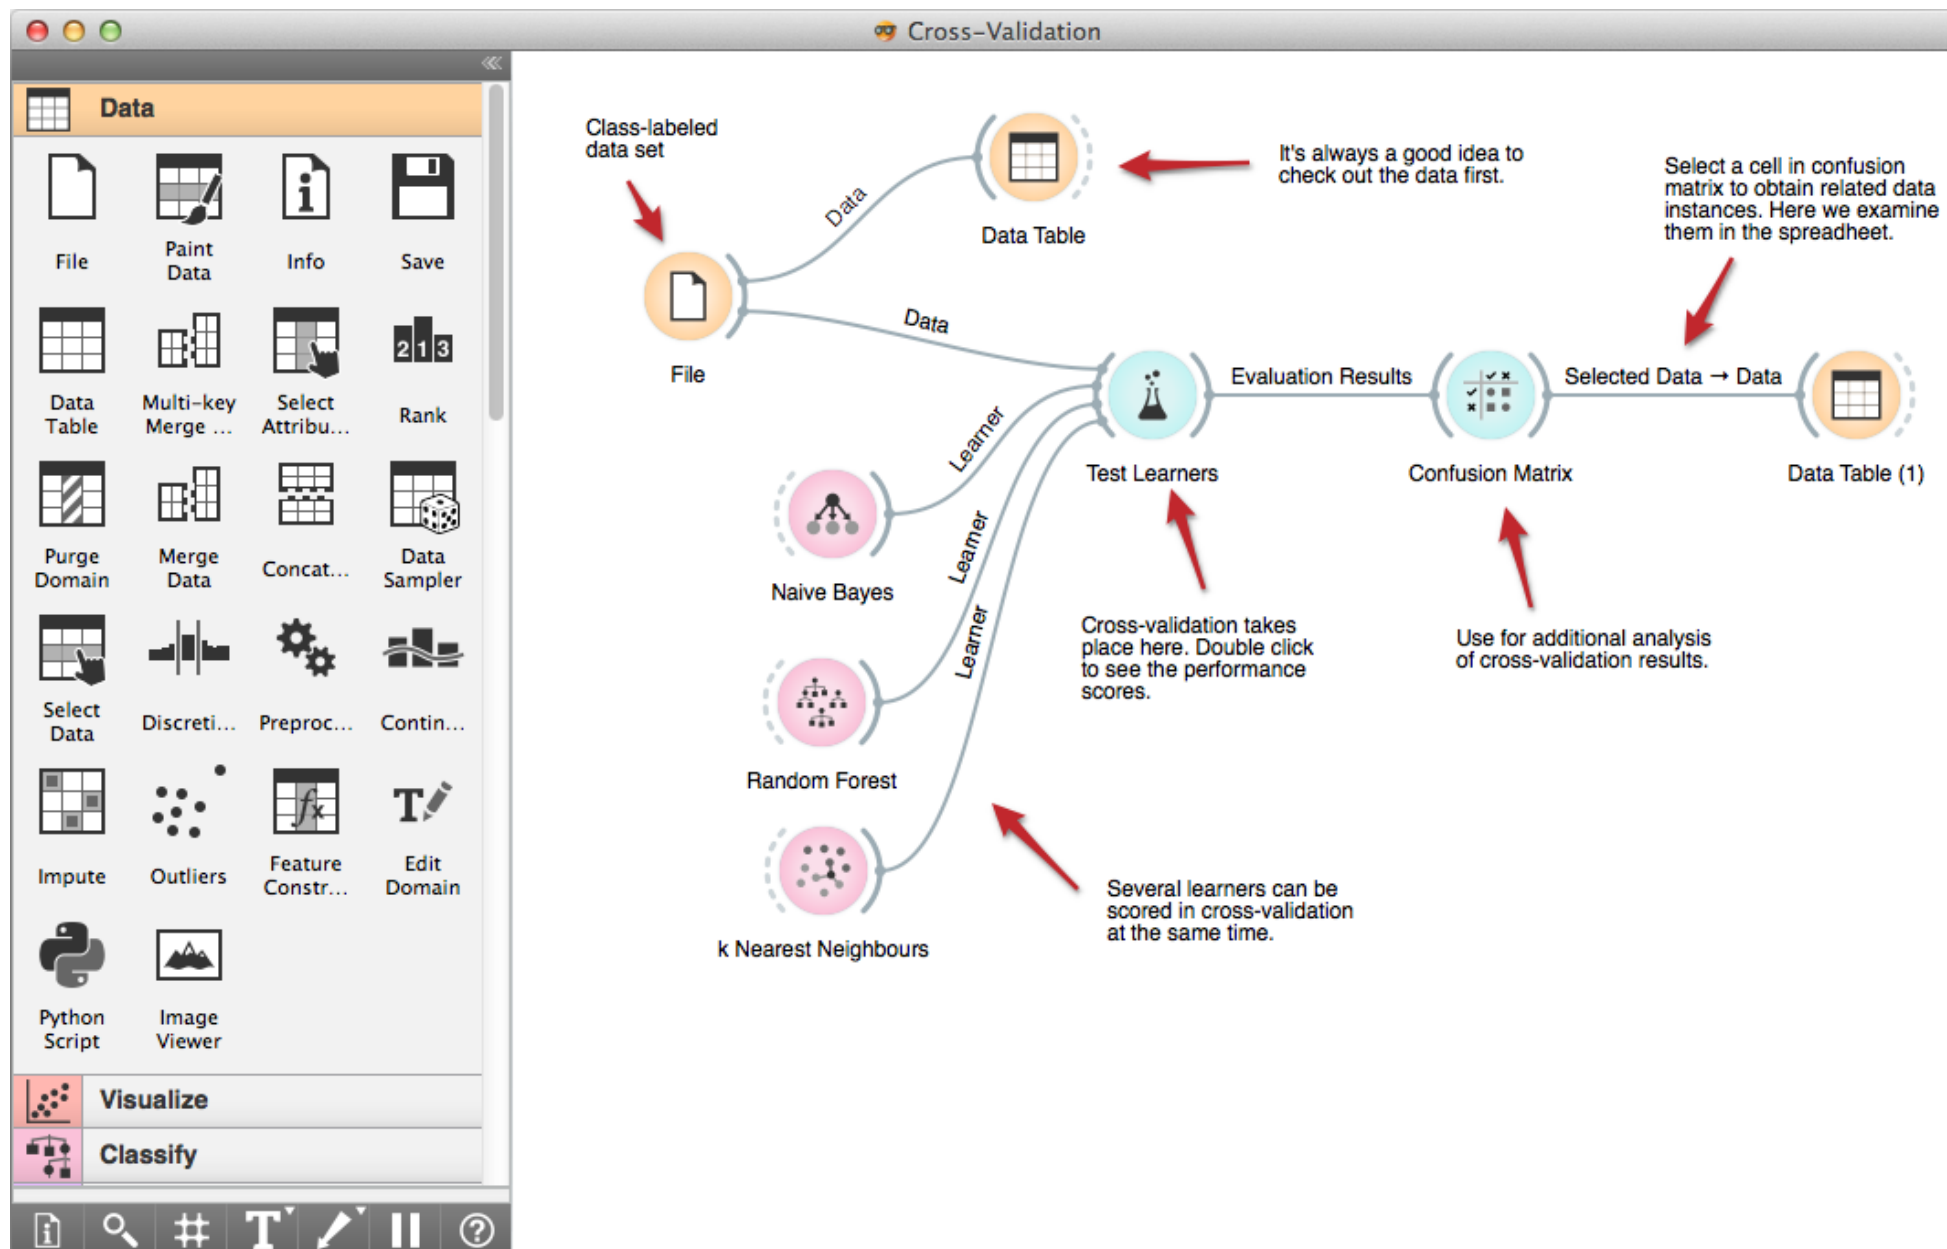 Cross-Validation
Data
File
Paint
Data
Info
Save
Data
Table
Multi-key
Merge ...
Select
Attribu...
Rank
Purge
Domain
Merge
Data
Concat...
Data
Sampler
Select
Data
Discreti...
Preproc...
Contin...
Impute
Outliers
Feature
Constr...
Edit
Domain
Python
Script
Image
Viewer
Visualize
Classify
Class-labeled
data set
File
Data
Data Table
It's always a good idea to
check out the data first.
Select a cell in confusion
matrix to obtain related data
instances. Here we examine
them in the spreadheet.
Data
Learner
Learner
Learner
Naive Bayes
Random Forest
k Nearest Neighbours
Test Learners
Evaluation Results
Confusion Matrix
Selected Data → Data
Data Table (1)
Cross-validation takes
place here. Double click
to see the performance
scores.
Use for additional analysis
of cross-validation results.
Several learners can be
scored in cross-validation
at the same time.